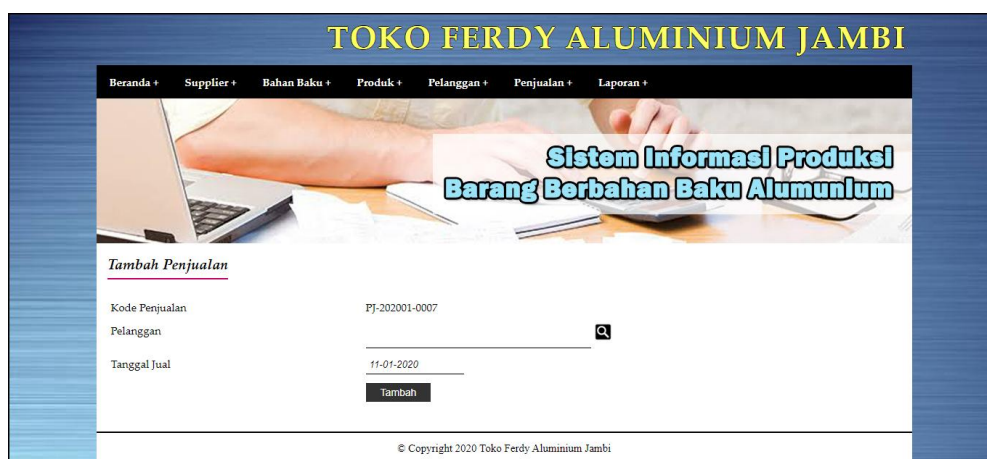 TOKO FERDY ALUMINIUM JAMBI
Beranda + Supplier + Bahan Baku + Produk + Pelanggan + Penjualan + Laporan +
Sistem Informasi Produksi
Barang Berbahan Baku Alumunium
Tambah Penjualan
Kode Penjualan PJ-202001-0007
Pelanggan
Tanggal Jual 11-01-2020
Tambah
© Copyright 2020 Toko Ferdy Aluminium Jambi